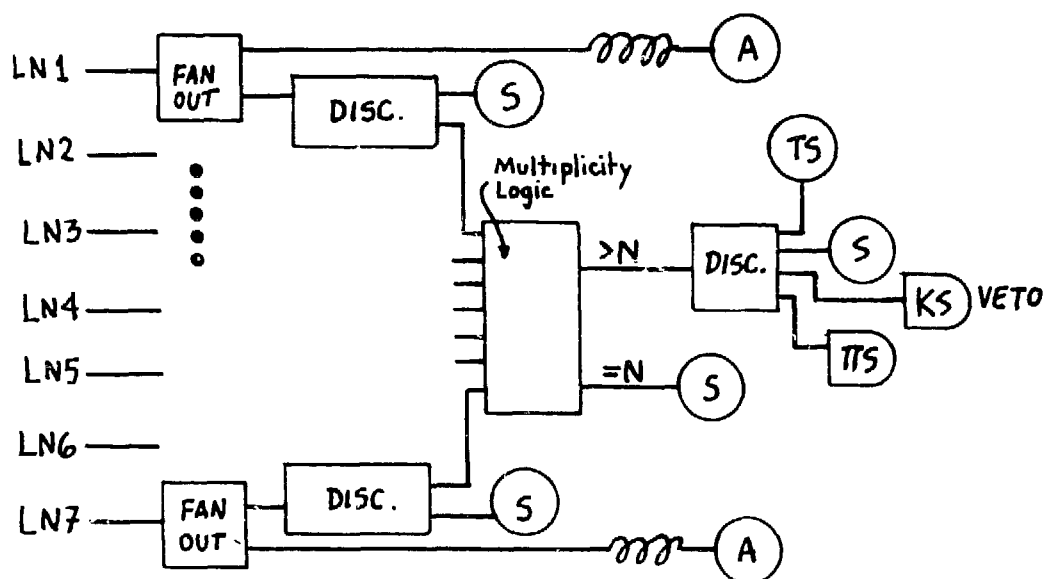 LN1
FAN
OUT
A
DISC.
S
LN2
Multiplicity
Logic
TS
LN3
>N
DISC.
S
KS
VETO
LN4
πS
LN5
=N
S
LN6
DISC.
S
LN7
FAN
OUT
A